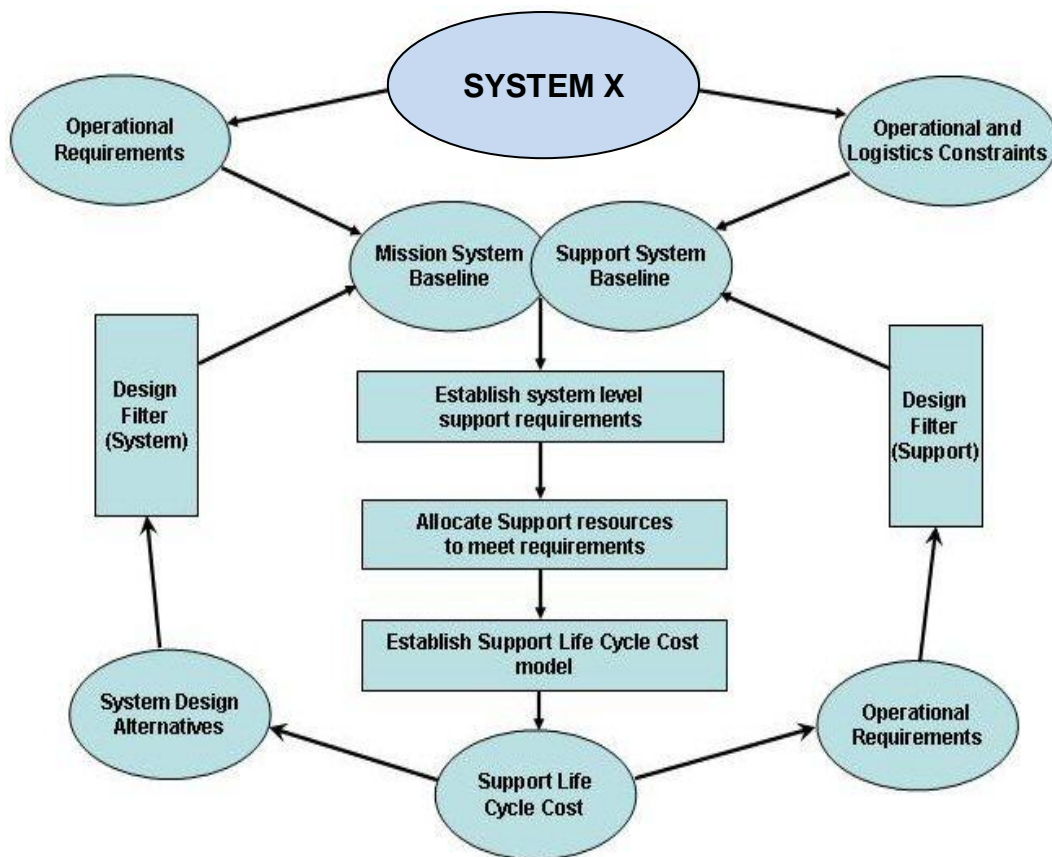 SYSTEM X
Operational
Requirements
Operational and
Logistics Constraints
Mission System
Baseline
Support System
Baseline
Design
Filter
(System)
Establish system level
support requirements
Design
Filter
(Support)
Allocate Support resources
to meet requirements
Establish Support Life Cycle Cost
model
System Design
Alternatives
Operational
Requirements
Support Life
Cycle Cost